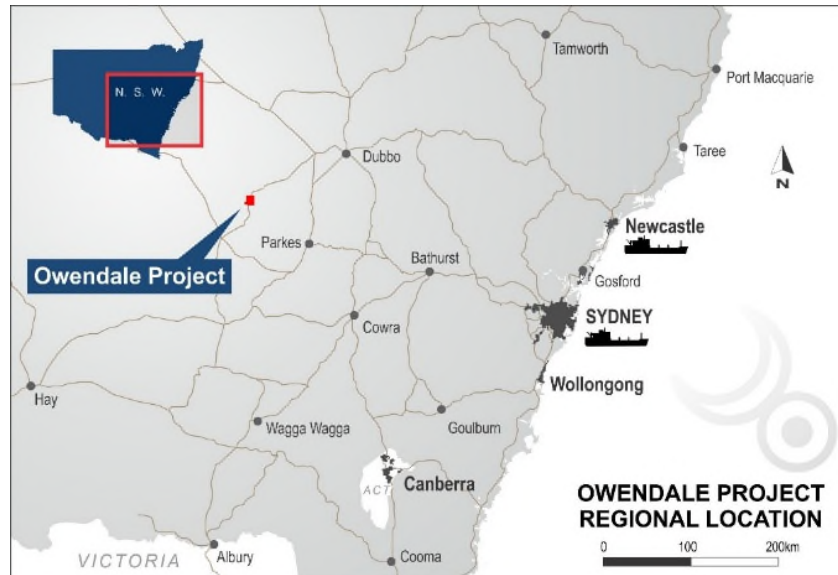 N. S. W.
Tamworth
Port Macquarie
Taree
Dubbo
N
Owendale Project
Parkes
Newcastle
Bathurst
Gosford
SYDNEY
Cowra
Wollongong
Hay
Wagga Wagga
Goulburn
Canberra
ACT
OWENDALE PROJECT
REGIONAL LOCATION
0 100 200km
VICTORIA
Albury
Cooma